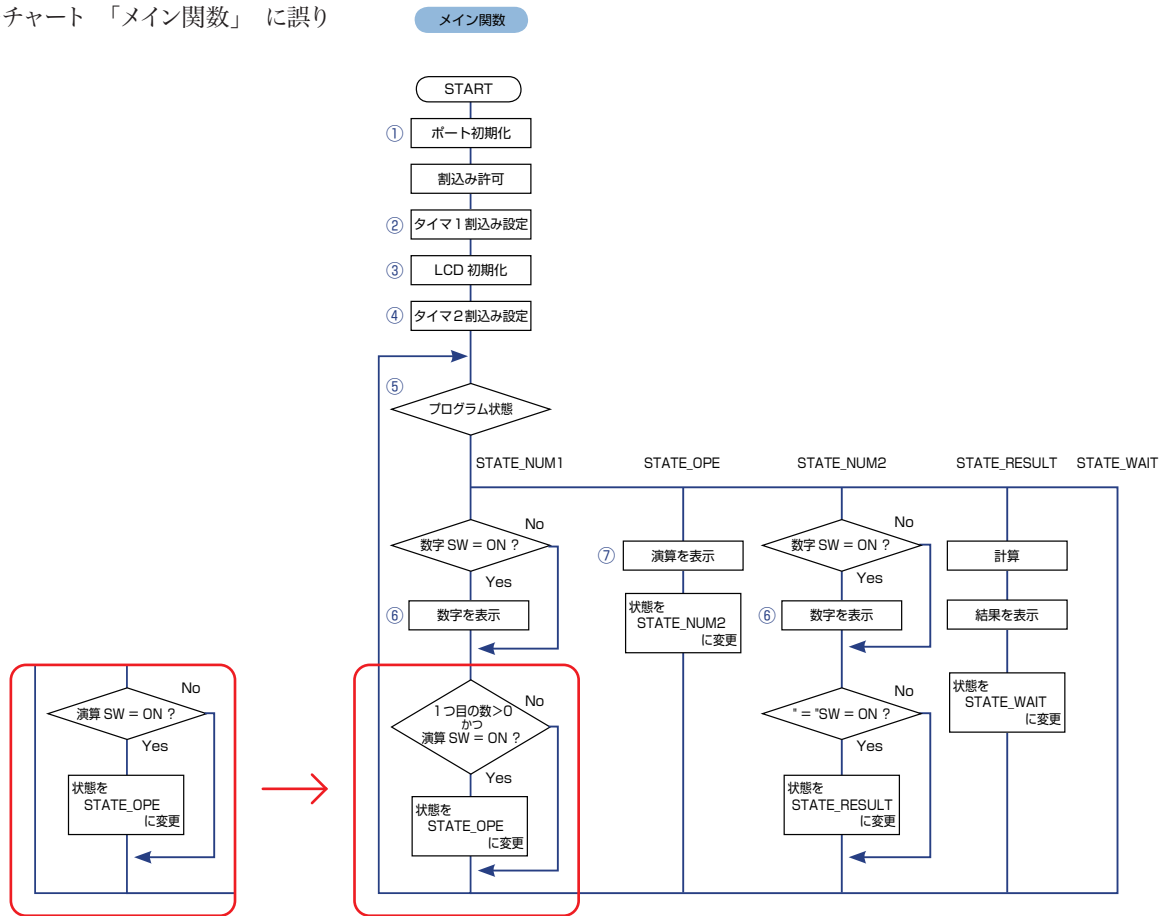 チャート 「メイン関数」 に誤り
メイン関数
START
① ポート初期化
割込み許可
② タイマ1割込み設定
③ LCD 初期化
④ タイマ2割込み設定
⑤
プログラム状態
STATE_NUM1 STATE_OPE STATE_NUM2 STATE_RESULT STATE_WAIT
数字 SW = ON ?
No
Yes
⑥ 数字を表示
1つ目の数>0
かつ
演算 SW = ON ?
No
Yes
状態を
STATE_OPE
に変更
⑦ 演算を表示
状態を
STATE_NUM2
に変更
数字 SW = ON ?
No
Yes
⑥ 数字を表示
" = "SW = ON ?
No
Yes
状態を
STATE_RESULT
に変更
計算
結果を表示
状態を
STATE_WAIT
に変更
演算 SW = ON ?
No
Yes
状態を
STATE_OPE
に変更